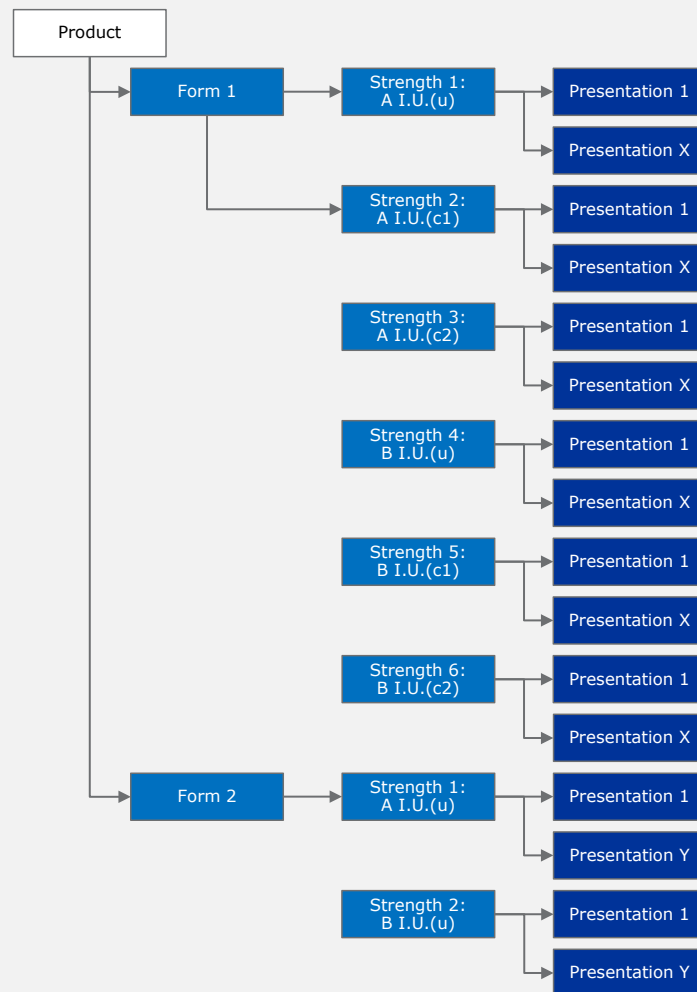 Product
Form 1
Strength 1:
A I.U.(u)
Presentation 1
Presentation X
Strength 2:
A I.U.(c1)
Presentation 1
Presentation X
Strength 3:
A I.U.(c2)
Presentation 1
Presentation X
Strength 4:
B I.U.(u)
Presentation 1
Presentation X
Strength 5:
B I.U.(c1)
Presentation 1
Presentation X
Strength 6:
B I.U.(c2)
Presentation 1
Presentation X
Form 2
Strength 1:
A I.U.(u)
Presentation 1
Presentation Y
Strength 2:
B I.U.(u)
Presentation 1
Presentation Y